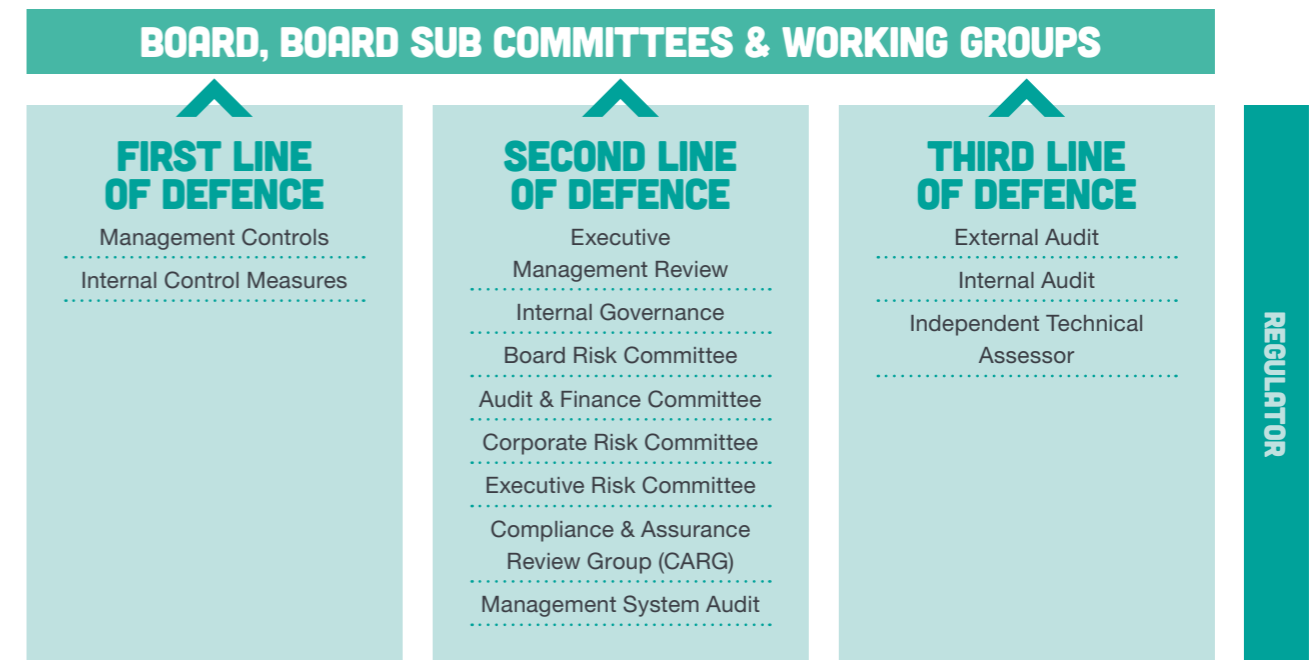 BOARD, BOARD SUB COMMITTEES & WORKING GROUPS
FIRST LINE
OF DEFENCE
Management Controls
Internal Control Measures
SECOND LINE
OF DEFENCE
Executive
Management Review
Internal Governance
Board Risk Committee
Audit & Finance Committee
Corporate Risk Committee
Executive Risk Committee
Compliance & Assurance
Review Group (CARG)
Management System Audit
THIRD LINE
OF DEFENCE
External Audit
Internal Audit
Independent Technical
Assessor
REGULATOR